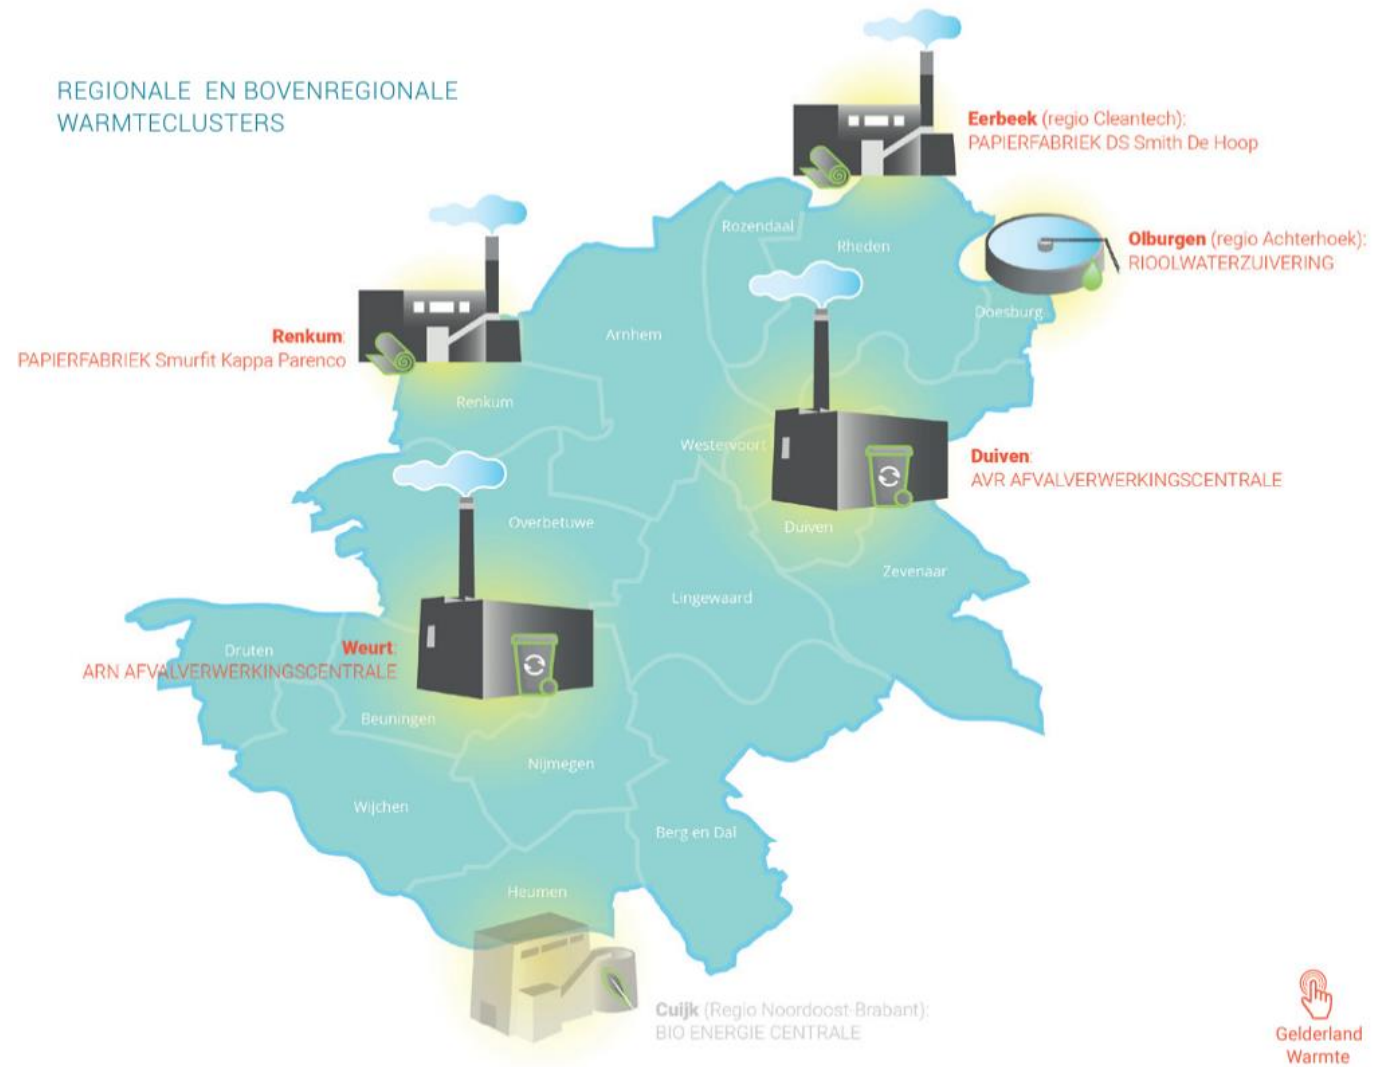 REGIONALE EN BOVENREGIONALE
WARMTECLUSTERS
Eerbeek (regio Cleantech):
PAPIERFABRIEK DS Smith De Hoop
Rozendaal
Rheden
Olburgen (regio Achterhoek):
RIOOLWATERZUIVERING
Doesburg
Arnhem
Renkum:
PAPIERFABRIEK Smurfit Kappa Parenco
Renkum
Westervoort
Duiven:
AVR AFVALVERWERKINGSCENTRALE
Overbetuwe
Duiven
Zevenaar
Lingewaard
Druten
Weurt:
ARN AFVALVERWERKINGSCENTRALE
Beuningen
Nijmegen
Wijchen
Berg en Dal
Heumen
Cuijk (Regio Noordoost-Brabant):
BIO ENERGIE CENTRALE
Gelderland
Warmte